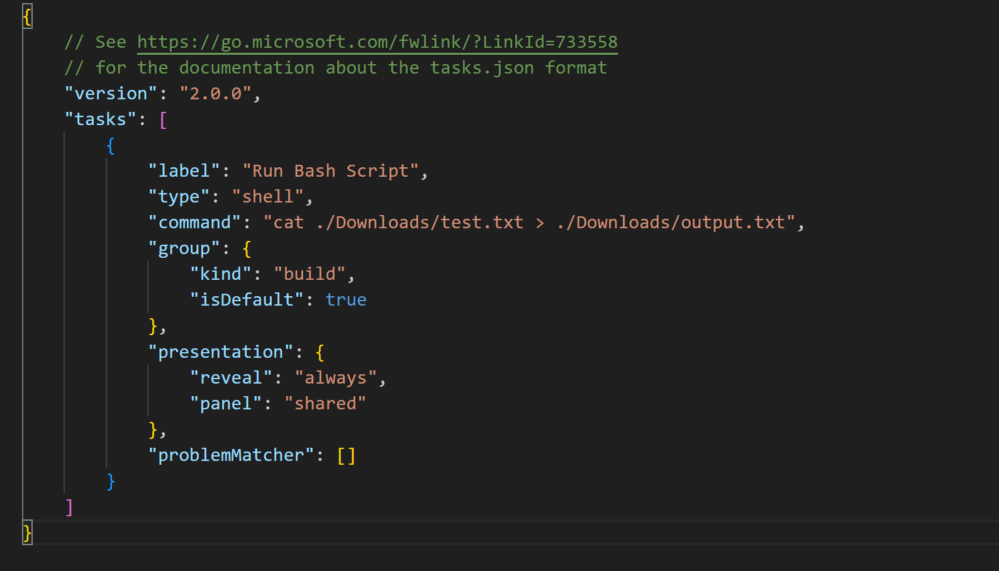 {
// See https://go.microsoft.com/fwlink/?LinkId=733558
// for the documentation about the tasks.json format
"version": "2.0.0",
"tasks": [
{
"label": "Run Bash Script",
"type": "shell",
"command": "cat ./Downloads/test.txt > ./Downloads/output.txt",
"group": {
"kind": "build",
"isDefault": true
},
"presentation": {
"reveal": "always",
"panel": "shared"
},
"problemMatcher": []
}
]
}